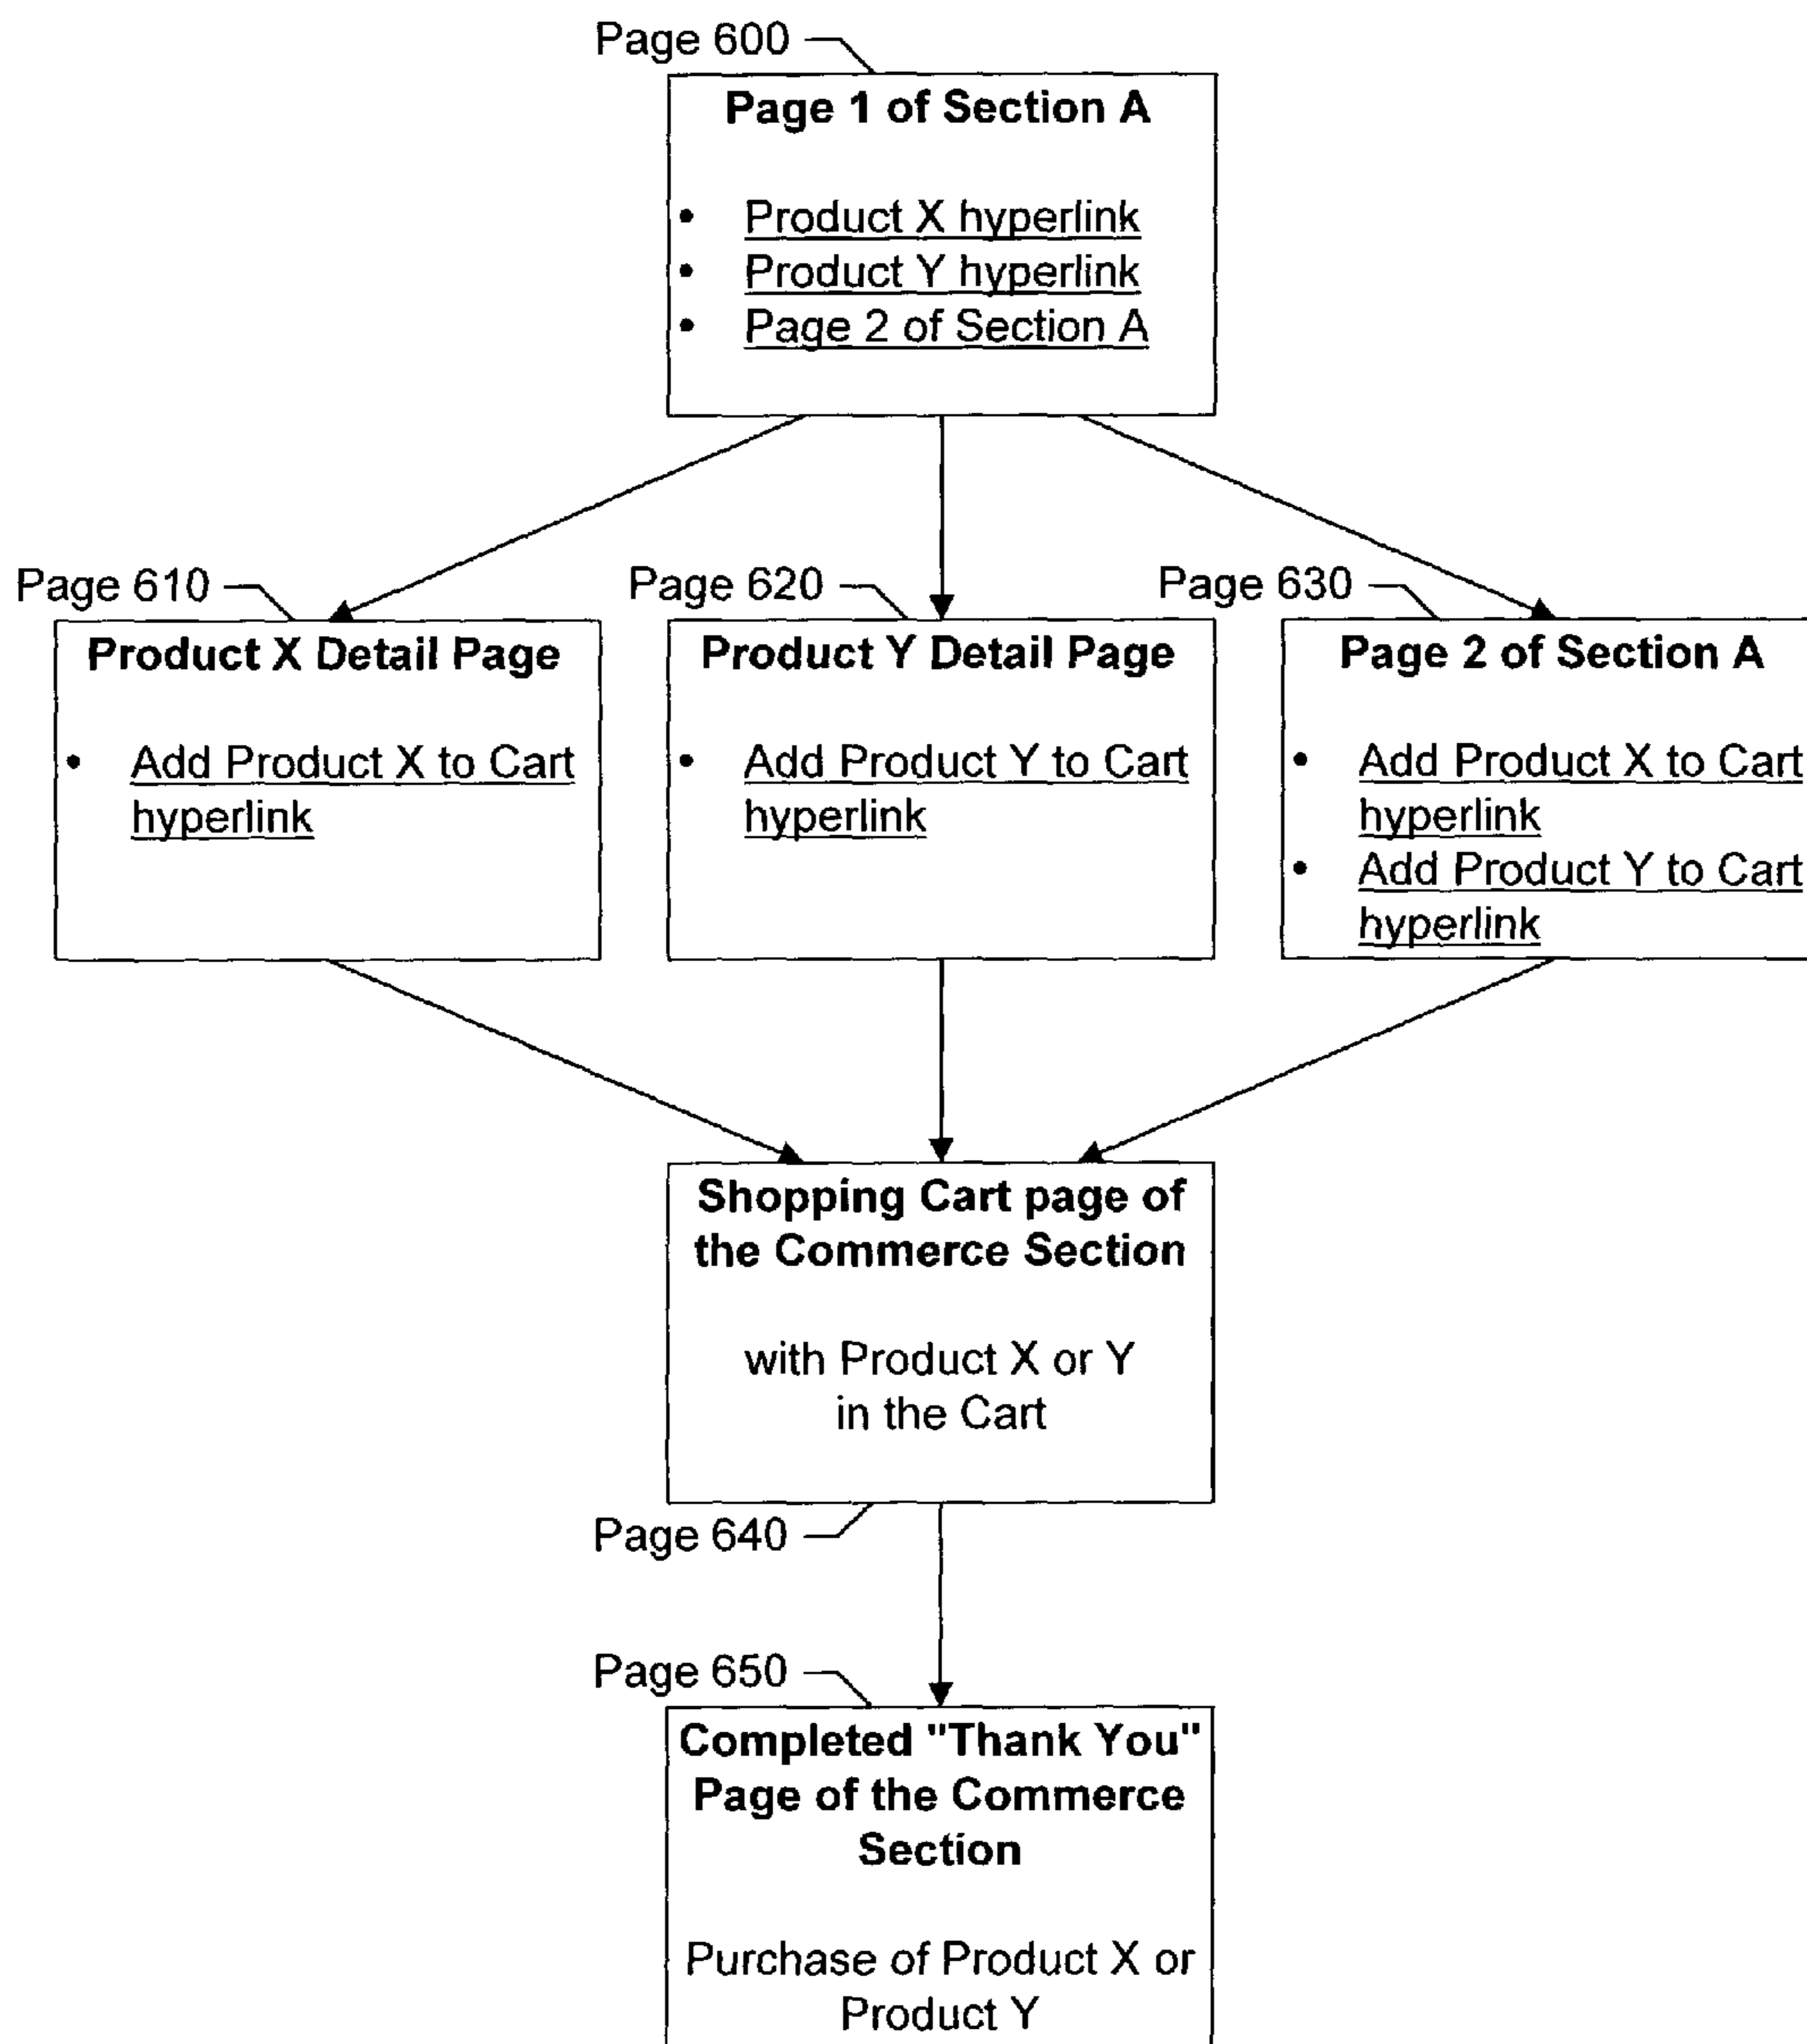 Page 600
Page 1 of Section A
• Product X hyperlink
• Product Y hyperlink
• Page 2 of Section A
Page 610
Product X Detail Page
• Add Product X to Cart
hyperlink
Page 620
Product Y Detail Page
• Add Product Y to Cart
hyperlink
Page 630
Page 2 of Section A
• Add Product X to Cart
hyperlink
• Add Product Y to Cart
hyperlink
Shopping Cart page of
the Commerce Section
with Product X or Y
in the Cart
Page 640
Page 650
Completed "Thank You"
Page of the Commerce
Section
Purchase of Product X or
Product Y